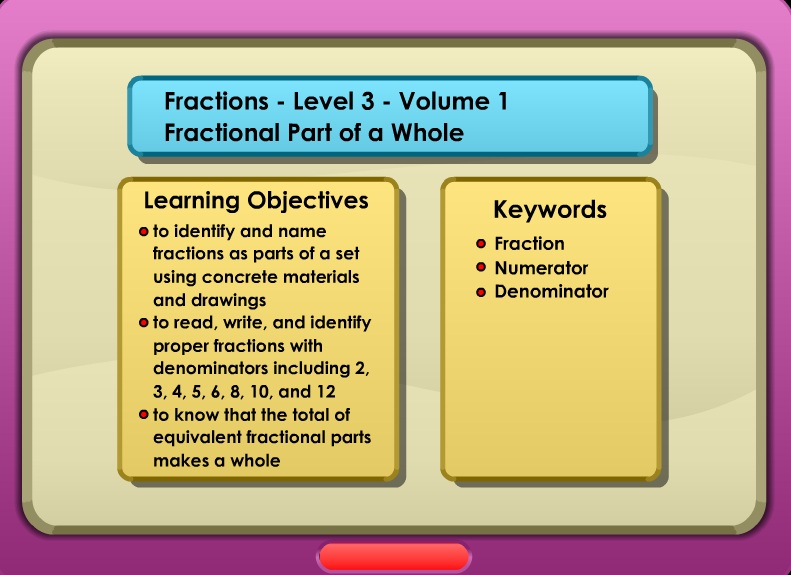 Fractions - Level 3 - Volume 1
Fractional Part of a Whole
Learning Objectives
to identify and name
fractions as parts of a set
using concrete materials
and drawings
to read, write, and identify
proper fractions with
denominators including 2,
3, 4, 5, 6, 8, 10, and 12
to know that the total of
equivalent fractional parts
makes a whole
Keywords
Fraction
Numerator
Denominator